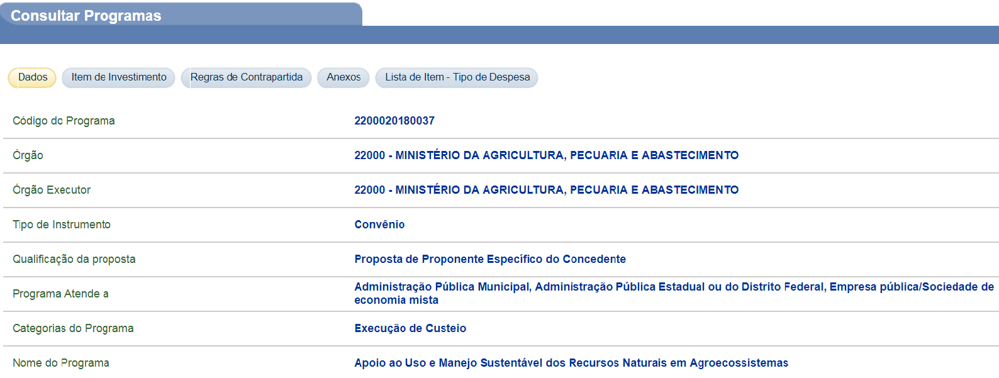 Consultar Programas
Dados Item de Investimento Regras de Contrapartida Anexos Lista de Item - Tipo de Despesa
Código do Programa 2200020180037
Órgão 22000 - MINISTÉRIO DA AGRICULTURA, PECUARIA E ABASTECIMENTO
Órgão Executor 22000 - MINISTÉRIO DA AGRICULTURA, PECUARIA E ABASTECIMENTO
Tipo de Instrumento Convênio
Qualificação da proposta Proposta de Proponente Específico do Concedente
Programa Atende a Administração Pública Municipal, Administração Pública Estadual ou do Distrito Federal, Empresa pública/Sociedade de
economia mista
Categorias do Programa Execução de Custeio
Nome do Programa Apoio ao Uso e Manejo Sustentável dos Recursos Naturais em Agroecossistemas